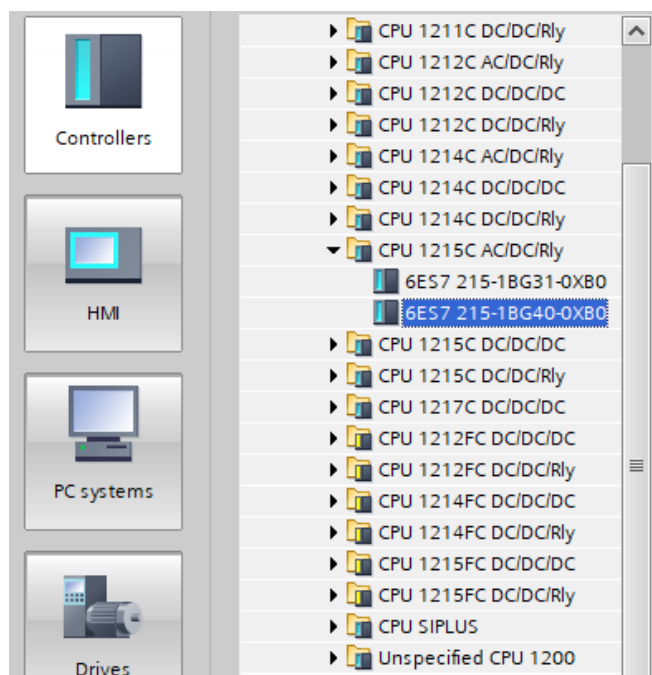 Controllers
HMI
PC systems
Drives
CPU 1211C DC/DC/Rly
CPU 1212C AC/DC/Rly
CPU 1212C DC/DC/DC
CPU 1212C DC/DC/Rly
CPU 1214C AC/DC/Rly
CPU 1214C DC/DC/DC
CPU 1214C DC/DC/Rly
CPU 1215C AC/DC/Rly
6ES7 215-1BG31-0XB0
6ES7 215-1BG40-0XB0
CPU 1215C DC/DC/DC
CPU 1215C DC/DC/Rly
CPU 1217C DC/DC/DC
CPU 1212FC DC/DC/DC
CPU 1212FC DC/DC/Rly
CPU 1214FC DC/DC/DC
CPU 1214FC DC/DC/Rly
CPU 1215FC DC/DC/DC
CPU 1215FC DC/DC/Rly
CPU SIPLUS
Unspecified CPU 1200